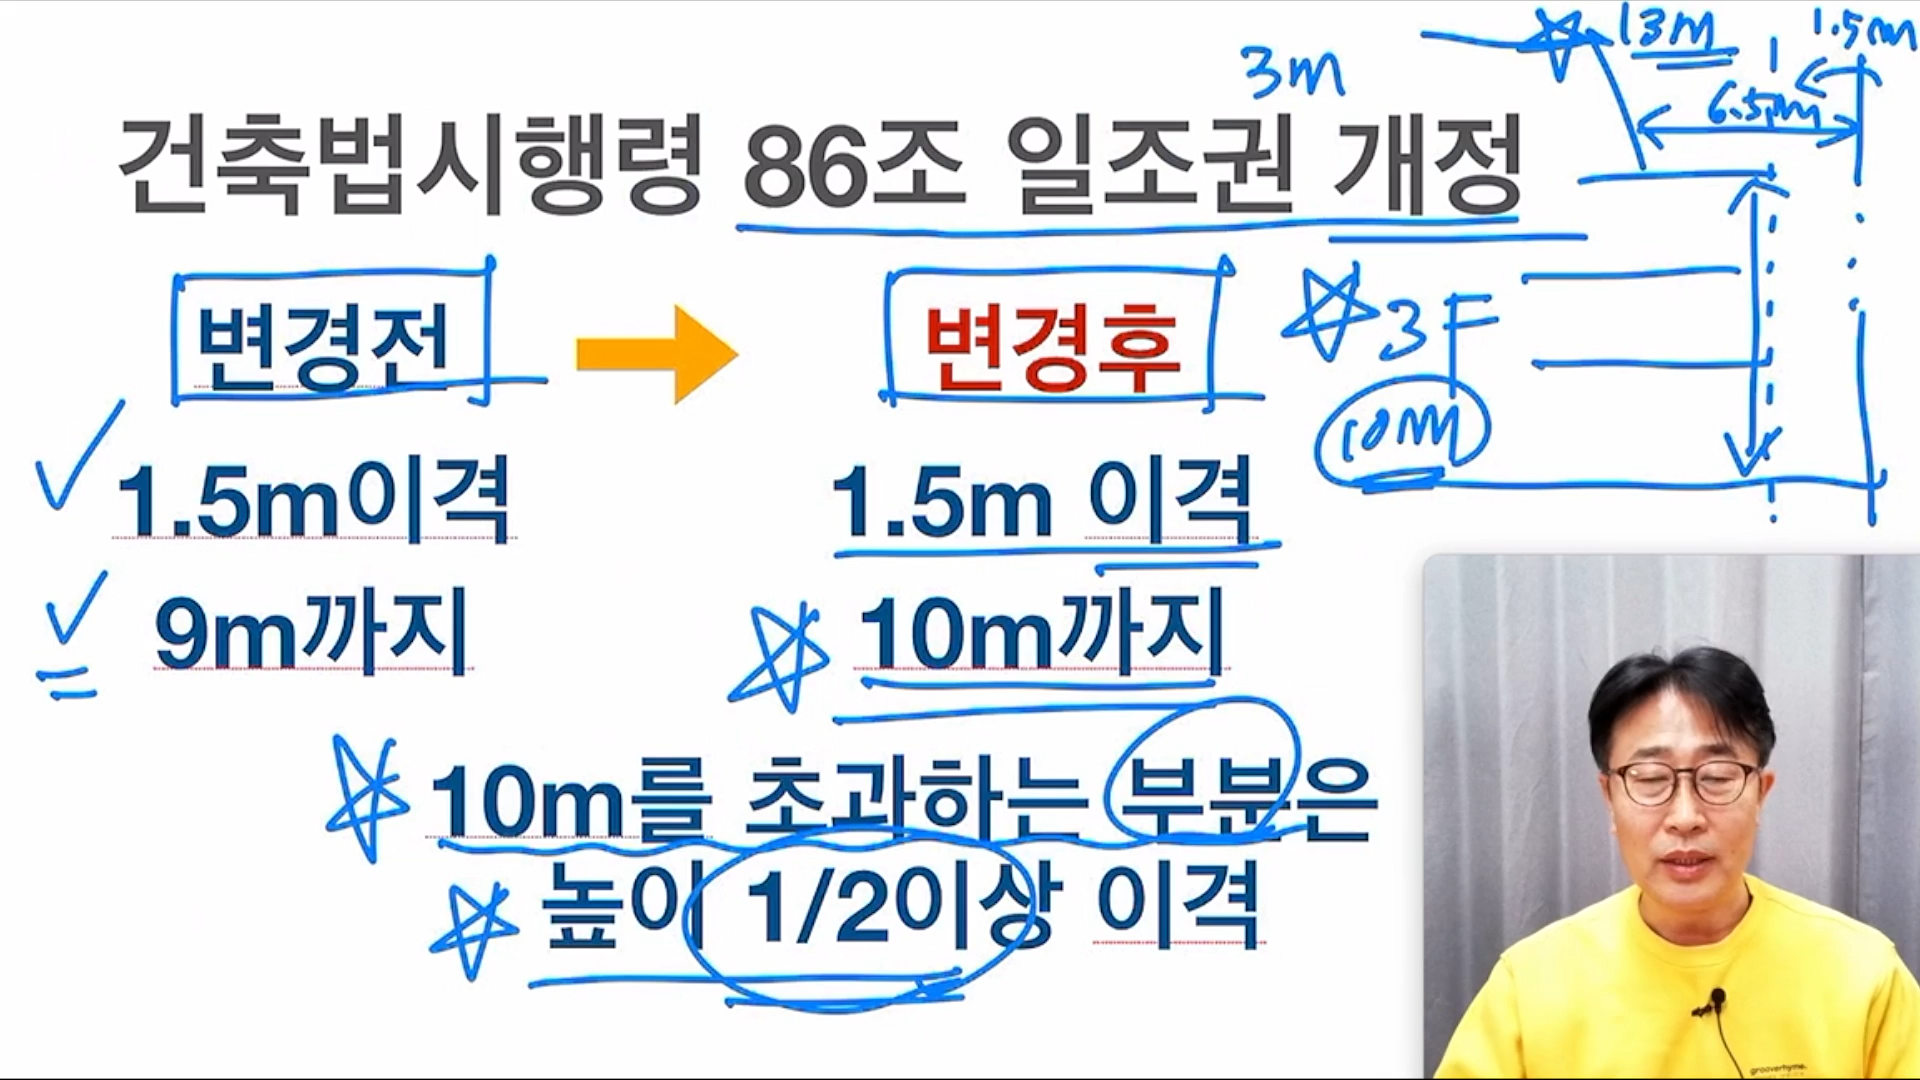 13m 1.5m
3m
6.5m
건축법시행령 86조 일조권 개정
변경전 변경후
3F
10m
1.5m이격 1.5m 이격
9m까지 10m까지
10m를 초과하는 부분은
높이 1/2이상 이격
grooverhyme.